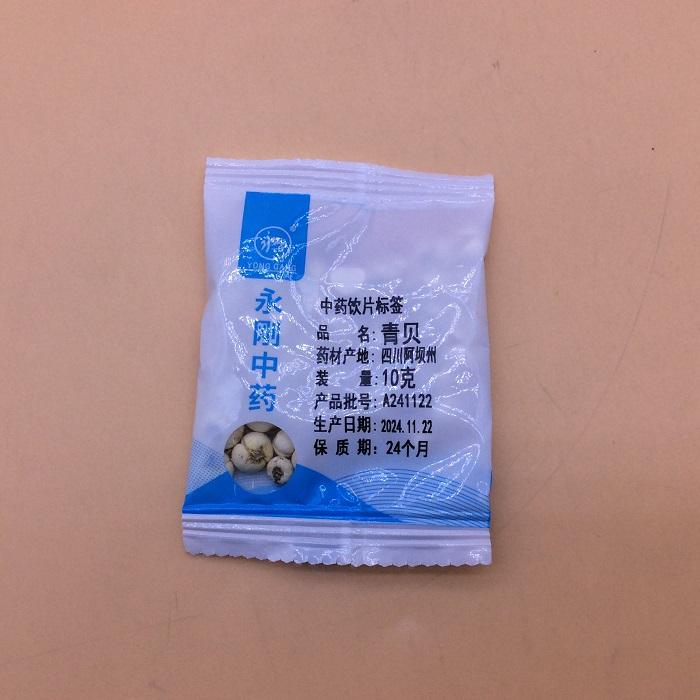 YONG GANG
永刚中药
中药饮片标签
品 名: 青贝
药材产地: 四川阿坝州
装 量: 10克
产品批号: A241122
生产日期: 2024.11.22
保 质 期: 24个月